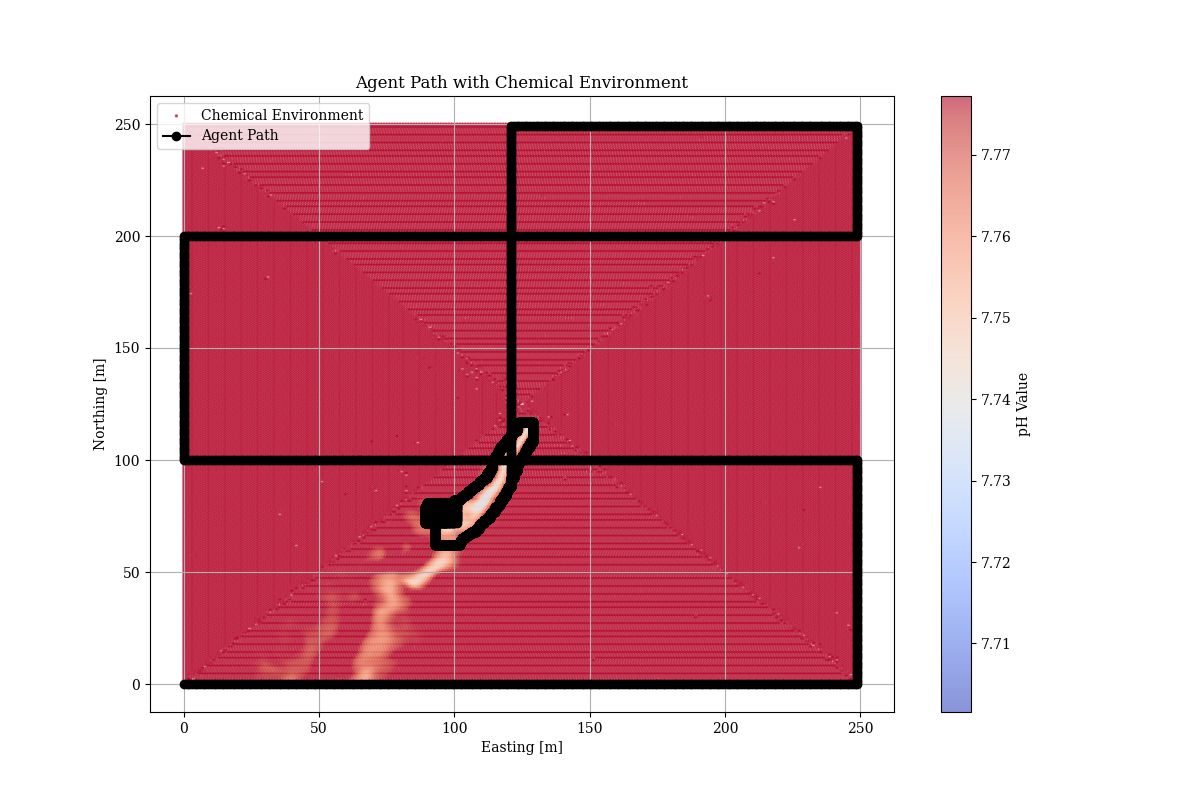 Agent Path with Chemical Environment
Chemical Environment
Agent Path
250
200
150
100
50
0
Northing [m]
0 50 100 150 200 250
Easting [m]
7.77
7.76
7.75
7.74
7.73
7.72
7.71
pH Value